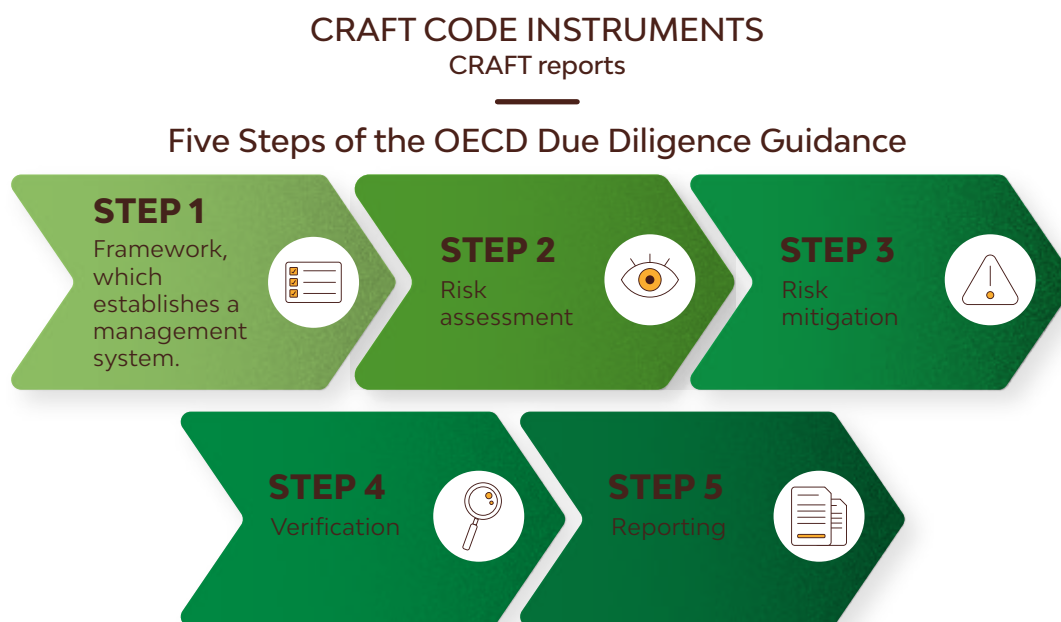 CRAFT CODE INSTRUMENTS
CRAFT reports
Five Steps of the OECD Due Diligence Guidance
STEP 1
Framework,
which
establishes a
management
system.
STEP 2
Risk
assessment
STEP 3
Risk
mitigation
STEP 4
Verification
STEP 5
Reporting